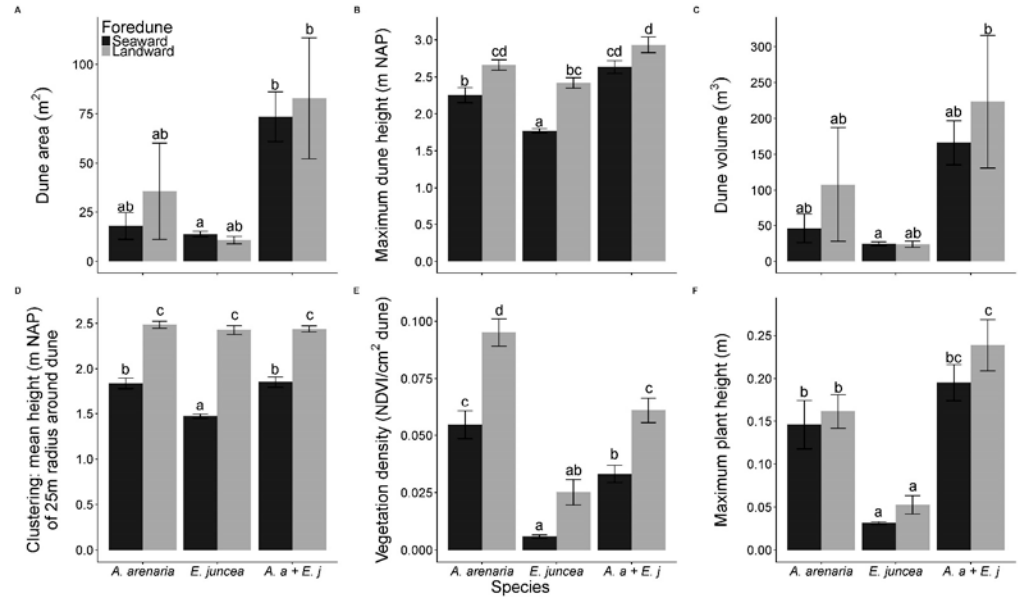 A
Foredune
Seaward
Landward
Dune area (m²)
100
75
50
25
0
ab
ab
a
ab
b
b
B
Maximum dune height (m NAP)
3.0
2.5
2.0
1.5
1.0
0.5
0.0
b
cd
a
bc
cd
d
C
Dune volume (m³)
300
250
200
150
100
50
0
ab
ab
a
ab
ab
b
D
Clustering: mean height (m NAP)
of 25m radius around dune
2.5
2.0
1.5
1.0
0.5
0.0
b
c
a
c
b
c
A. arenaria
E. juncea
A. a + E. j
E
Vegetation density (NDVI/cm² dune)
0.100
0.075
0.050
0.025
0.000
c
d
a
ab
b
c
A. arenaria
E. juncea
A. a + E. j
Species
F
Maximum plant height (m)
0.25
0.20
0.15
0.10
0.05
0.00
b
b
a
a
bc
c
A. arenaria
E. juncea
A. a + E. j